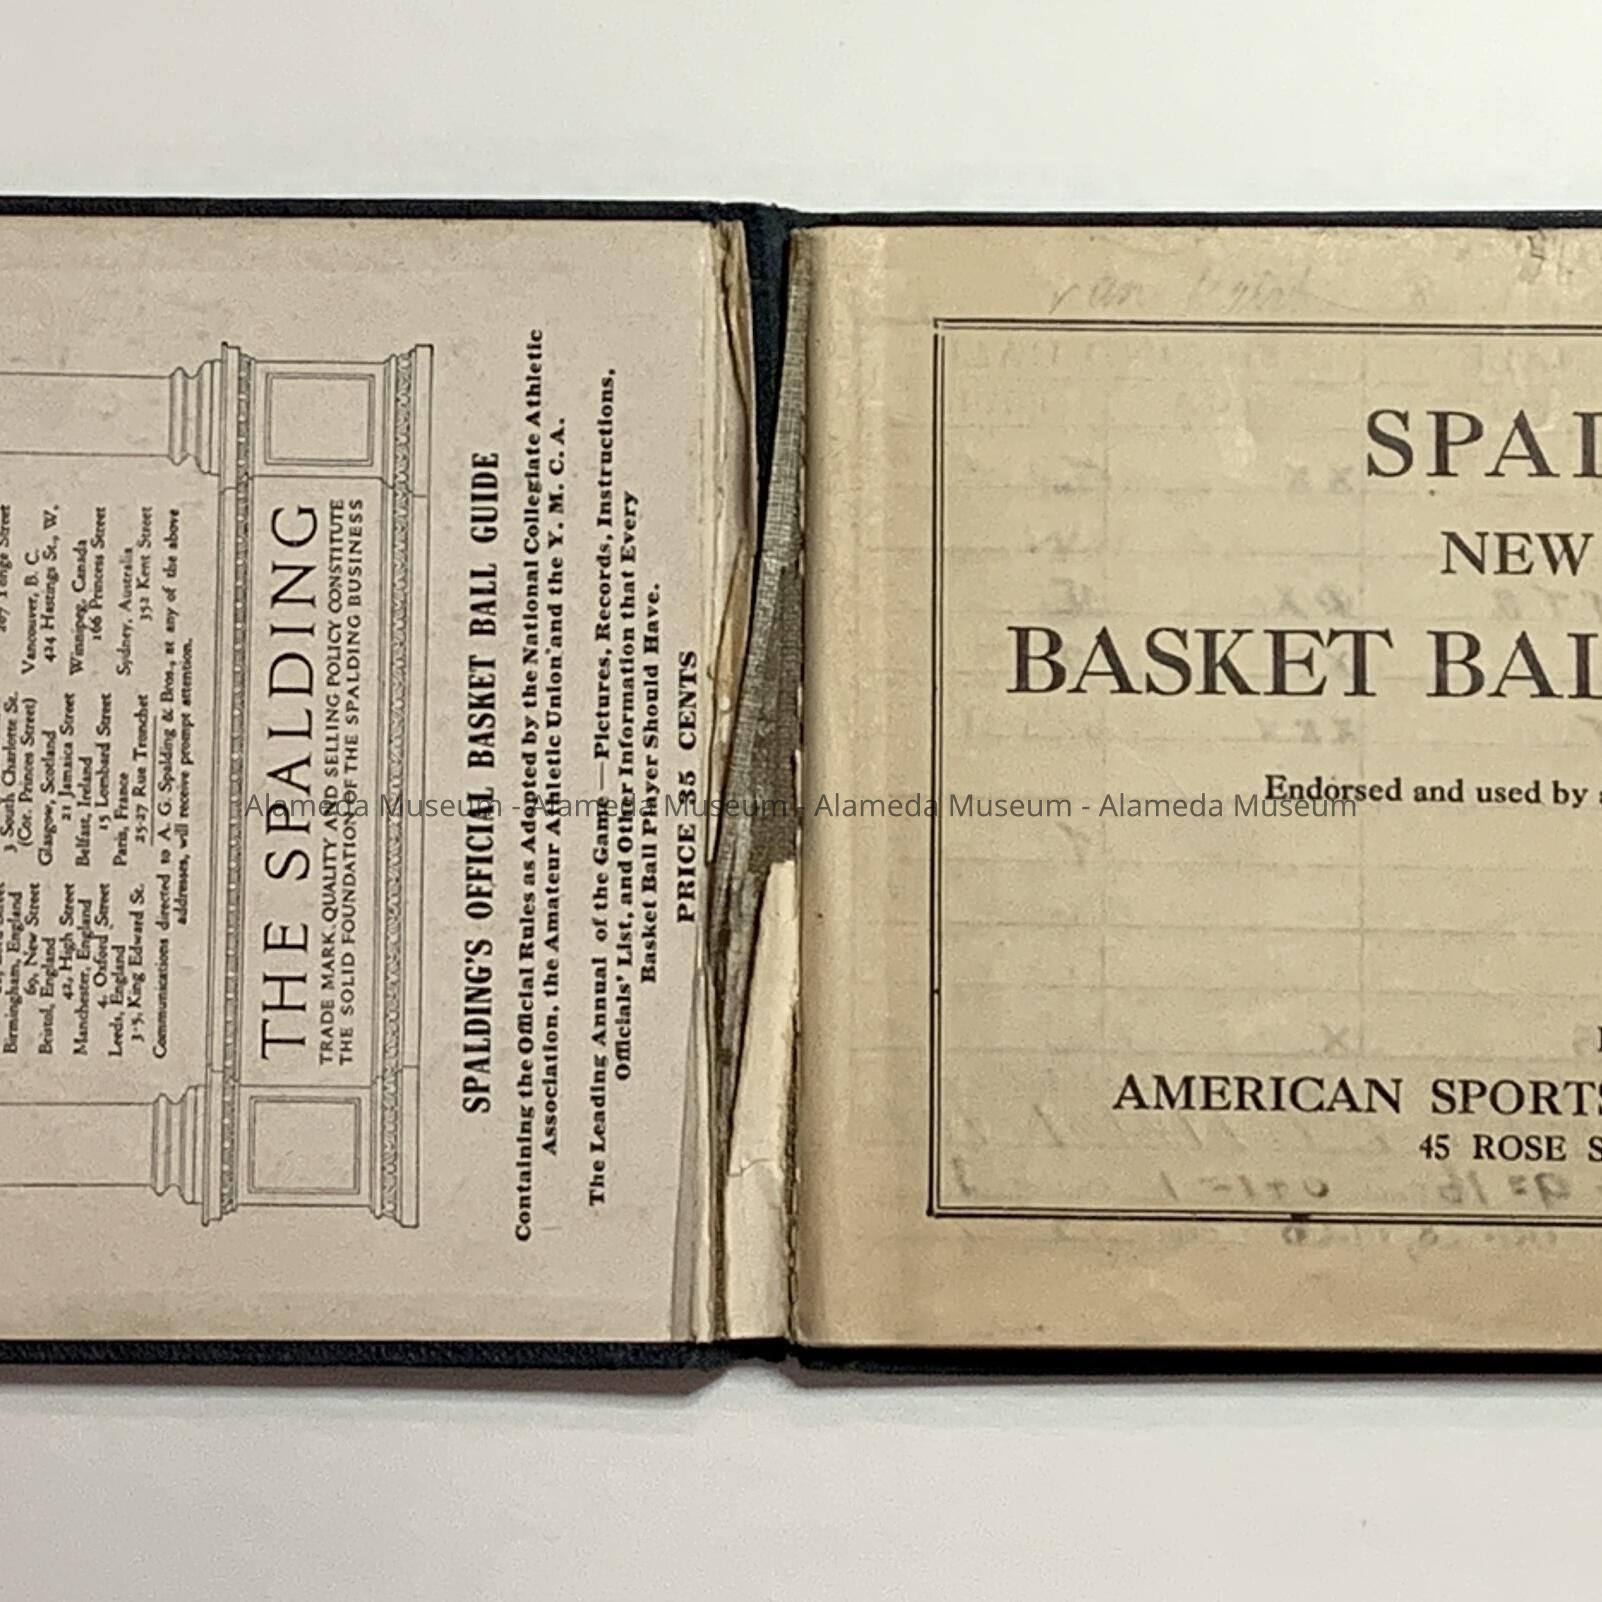 267 Yonge Street
Vancouver, B. C.
424 Hastings St., W.
Winnipeg, Canada
166 Princess Street
Sydney, Australia
352 Kent Street
3 South Charlotte St.
(Cor. Princes Street)
Glasgow, Scotland
21 Jamaica Street
Belfast, Ireland
15 Lombard Street
Paris, France
25-27 Rue Tronchet
Birmingham, England
69, New Street
Bristol, England
42, High Street
Manchester, England
4, Oxford Street
Leeds, England
3-5, King Edward St.
Communications directed to A. G. Spalding & Bros., at any of the above
addresses, will receive prompt attention.
THE SPALDING
TRADE MARK, QUALITY AND SELLING POLICY CONSTITUTE
THE SOLID FOUNDATION OF THE SPALDING BUSINESS
SPALDING'S OFFICIAL BASKET BALL GUIDE
Containing the Official Rules as Adopted by the National Collegiate Athletic
Association, the Amateur Athletic Union and the Y. M. C. A.
The Leading Annual of the Game—Pictures, Records, Instructions,
Officials' List, and Other Information that Every
Basket Ball Player Should Have.
PRICE 35 CENTS
SPAL
NEW
BASKET BAL
Endorsed and used by
AMERICAN SPORTS
45 ROSE S
Alameda Museum - Alameda Museum - Alameda Museum - Alameda Museum